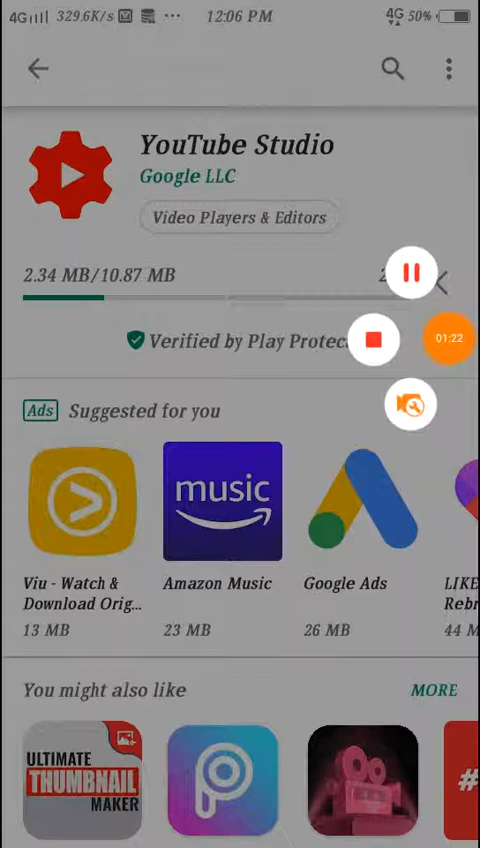 4G 329.6K/s 12:06 PM 4G 50%
YouTube Studio
Google LLC
Video Players & Editors
2.34 MB/10.87 MB
01:22
Verified by Play Protec
Ads Suggested for you
music
Viu - Watch & Download Orig...
Amazon Music
Google Ads
LIKE Rebr
13 MB
23 MB
26 MB
44 M
You might also like
MORE
ULTIMATE
THUMBNAIL
MAKER
#